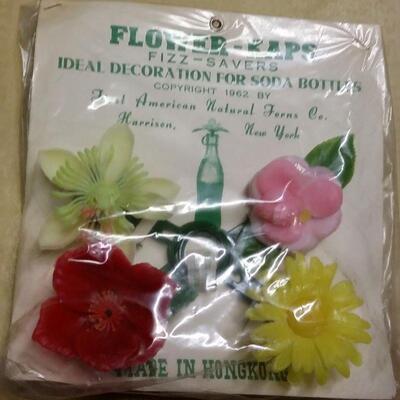 FLOWER-KAPS
FIZZ-SAVERS
IDEAL DECORATION FOR SODA BOTTLES
COPYRIGHT 1962 BY
First American Natural Ferns Co.
Harrison, New York
MADE IN HONGKONG